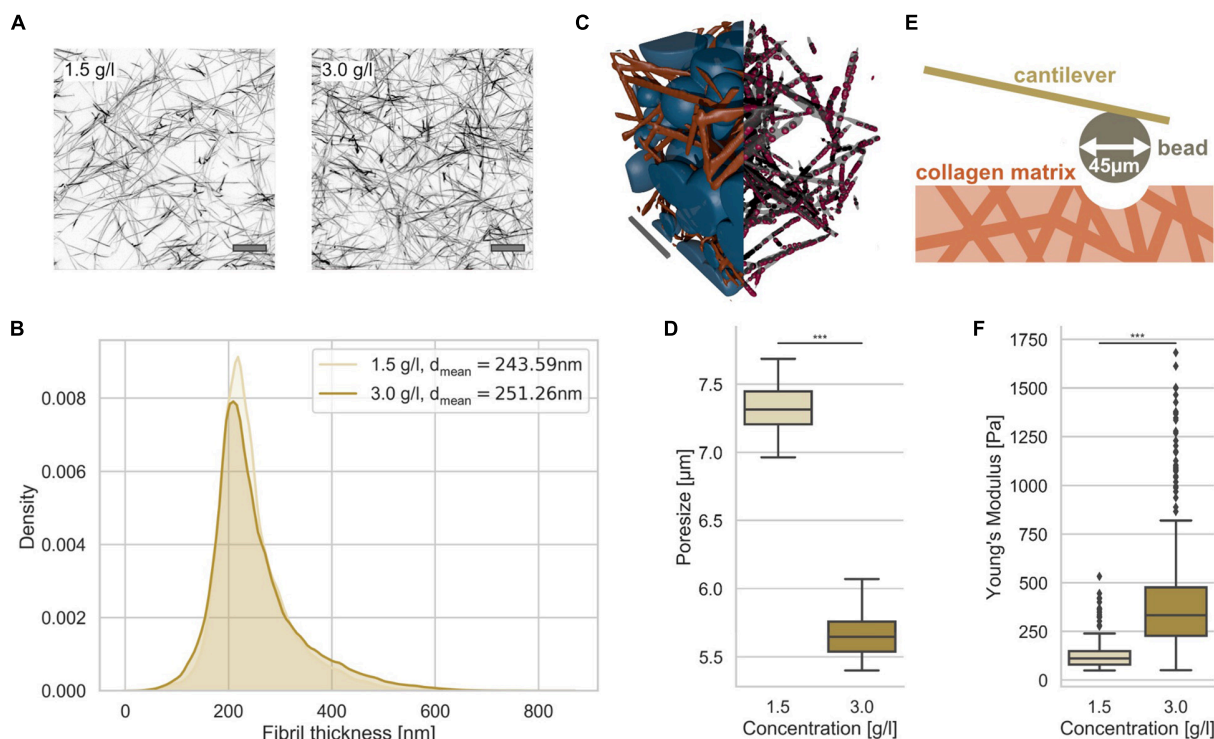 A
1.5 g/l
3.0 g/l
B
1.5 g/l, d_mean = 243.59nm
3.0 g/l, d_mean = 251.26nm
Density
0.008
0.006
0.004
0.002
0.000
0
200
400
600
800
Fibril thickness [nm]
C
D
***
Poresize [µm]
7.5
7.0
6.5
6.0
5.5
1.5
3.0
Concentration [g/l]
E
cantilever
bead
45µm
collagen matrix
F
***
Young's Modulus [Pa]
1750
1500
1250
1000
750
500
250
0
1.5
3.0
Concentration [g/l]